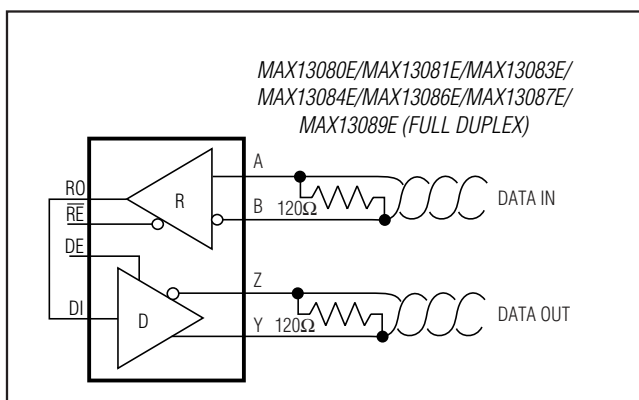 MAX13080E/MAX13081E/MAX13083E/
MAX13084E/MAX13086E/MAX13087E/
MAX13089E (FULL DUPLEX)
A
RO
R
RE
B
120Ω
DATA IN
DE
Z
DI
D
Y
120Ω
DATA OUT